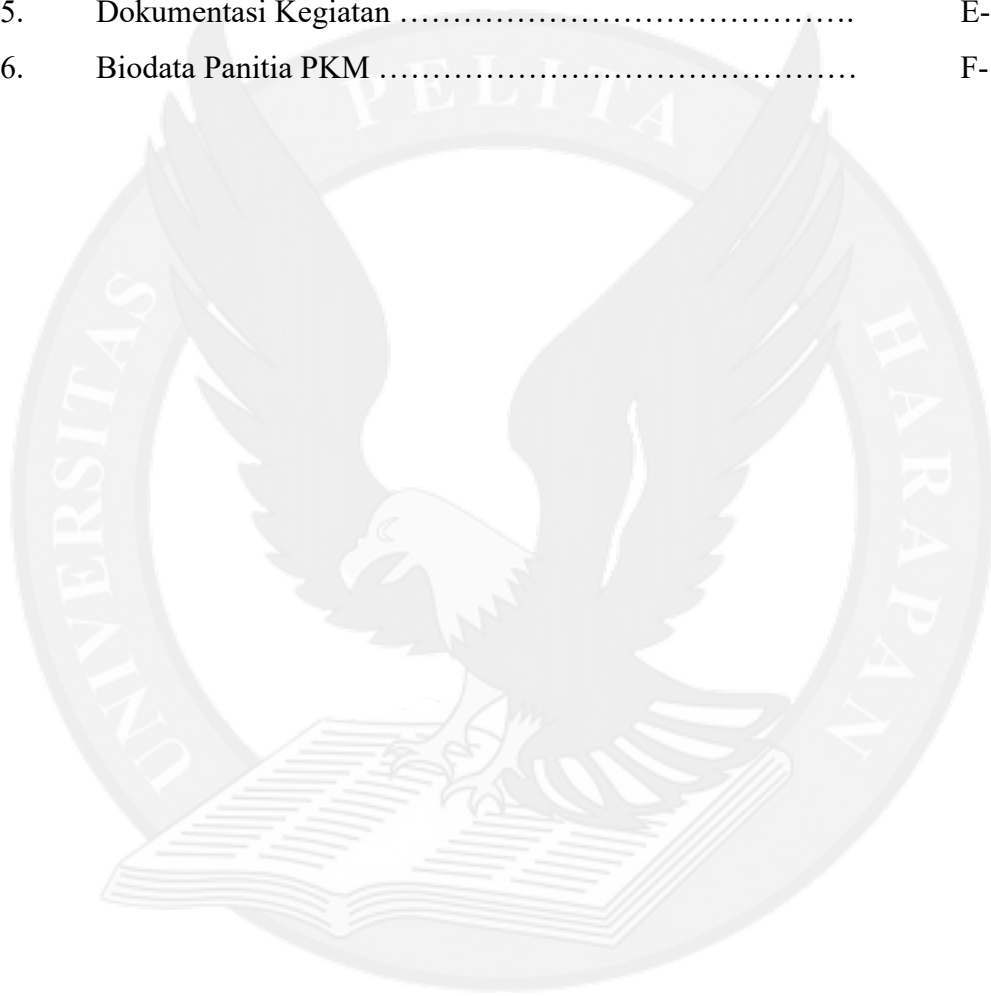 5. Dokumentasi Kegiatan ………………………………………. E-
6. Biodata Panitia PKM ………………………………………… F-
UNIVERSITAS PELITA HARAPAN